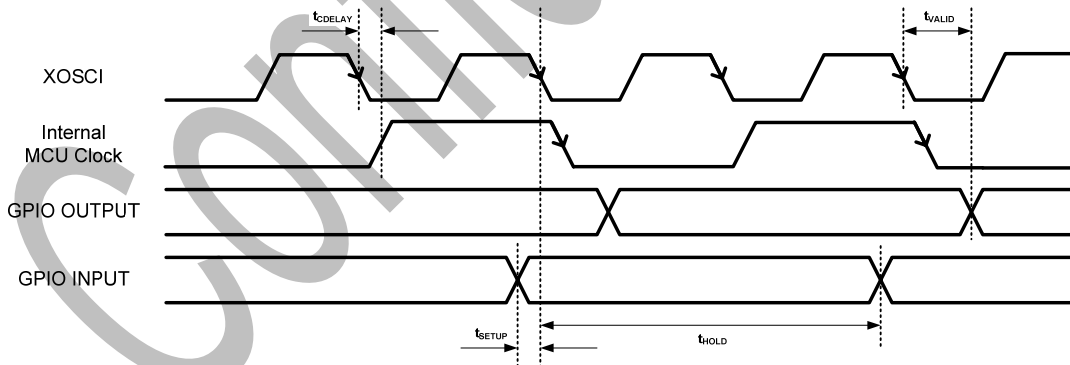 tCDELAY
tVALID
XOSCI
Internal
MCU Clock
GPIO OUTPUT
GPIO INPUT
tSETUP
tHOLD